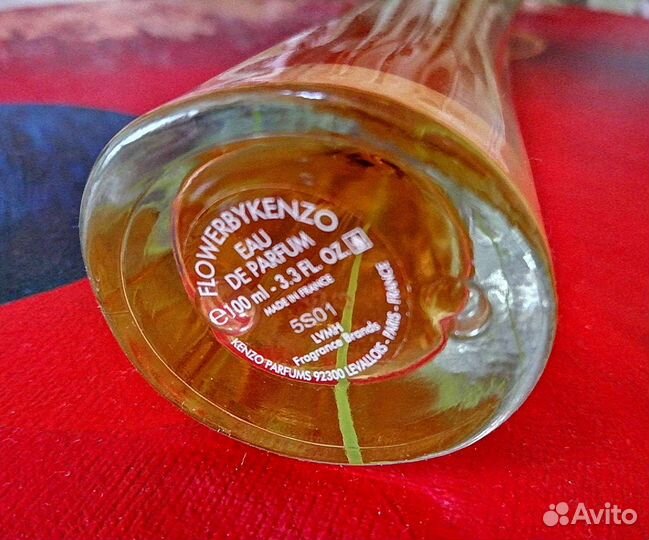 FLOWERBYKENZO
EAU
DE PARFUM
e100 ml - 3.3 FL. OZ
MADE IN FRANCE
5S01
LVMH
Fragrance Brands
KENZO PARFUMS 92300 LEVALLOIS - PARIS - FRANCE
Avito